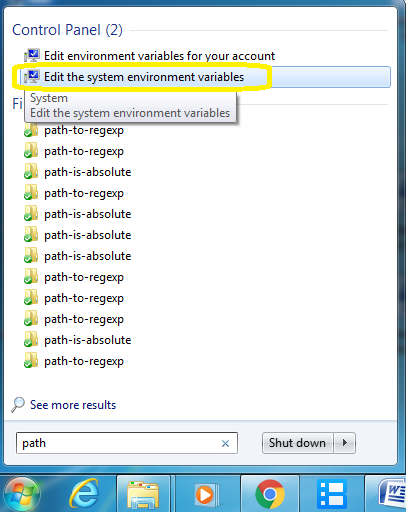 Control Panel (2)
Edit environment variables for your account
Edit the system environment variables
System
Edit the system environment variables
path-to-regexp
path-to-regexp
path-is-absolute
path-to-regexp
path-is-absolute
path-is-absolute
path-is-absolute
path-to-regexp
path-to-regexp
path-to-regexp
path-is-absolute
path-to-regexp
See more results
path
Shut down